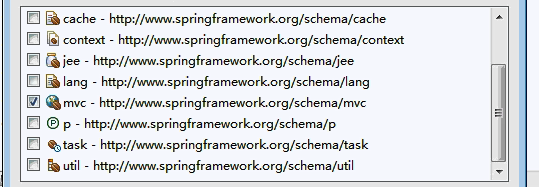 cache - http://www.springframework.org/schema/cache
context - http://www.springframework.org/schema/context
jee - http://www.springframework.org/schema/jee
lang - http://www.springframework.org/schema/lang
mvc - http://www.springframework.org/schema/mvc
p - http://www.springframework.org/schema/p
task - http://www.springframework.org/schema/task
util - http://www.springframework.org/schema/util